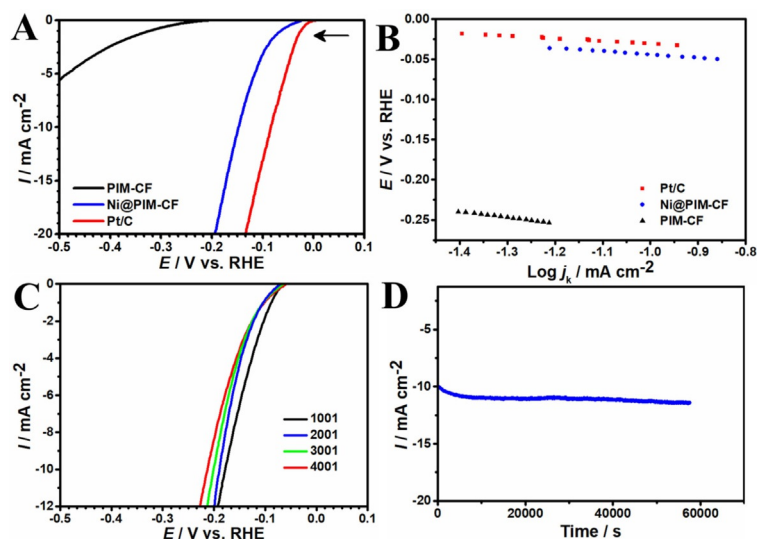 A
0
-5
-10
-15
-20
I / mA cm-2
PIM-CF
Ni@PIM-CF
Pt/C
-0.5 -0.4 -0.3 -0.2 -0.1 0.0 0.1
E / V vs. RHE
B
0.00
-0.05
-0.10
-0.15
-0.20
-0.25
E / V vs. RHE
Pt/C
Ni@PIM-CF
PIM-CF
-1.4 -1.3 -1.2 -1.1 -1.0 -0.9 -0.8
Log jk / mA cm-2
C
0
-2
-4
-6
-8
-10
-12
I / mA cm-2
1001
2001
3001
4001
-0.5 -0.4 -0.3 -0.2 -0.1 0.0 0.1
E / V vs. RHE
D
-5
-10
-15
-20
I / mA cm-2
0 20000 40000 60000
Time / s